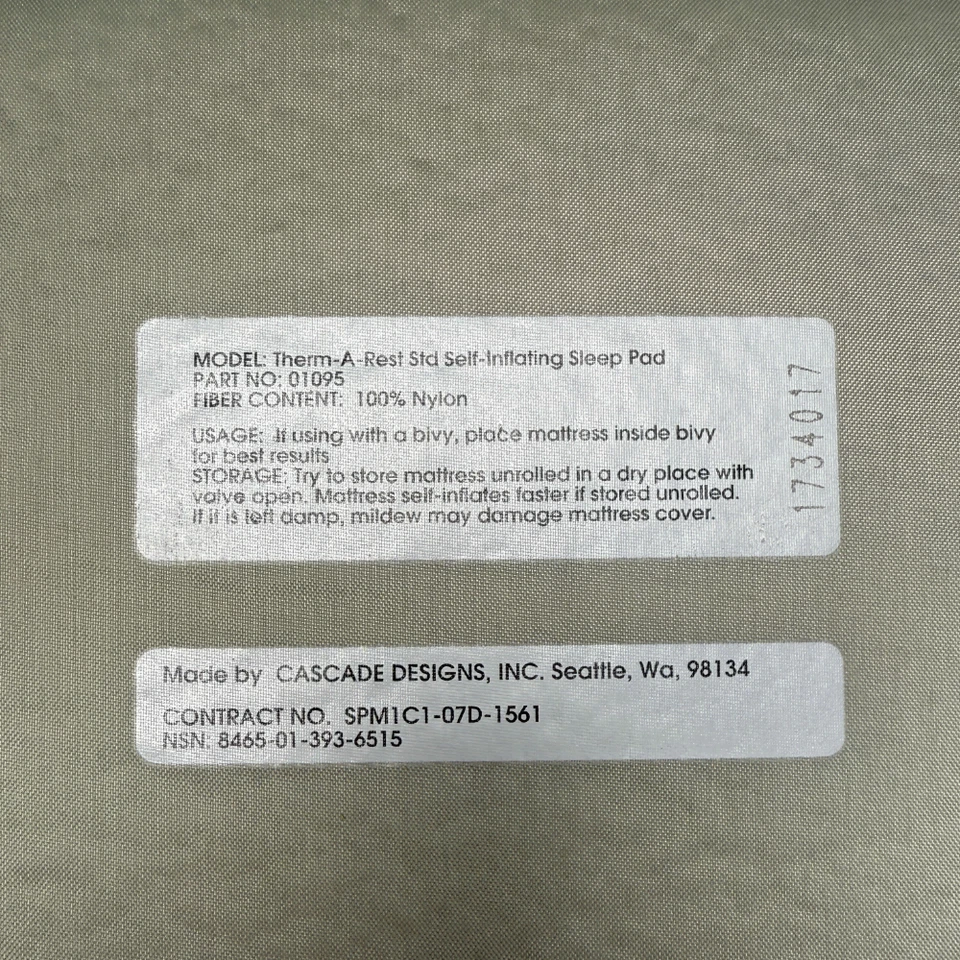 MODEL: Therm-A-Rest Std Self-Inflating Sleep Pad
PART NO: 01095
FIBER CONTENT: 100% Nylon
USAGE: If using with a bivy, place mattress inside bivy
for best results
STORAGE: Try to store mattress unrolled in a dry place with
valve open. Mattress self-inflates faster if stored unrolled.
If it is left damp, mildew may damage mattress cover.
1734017
Made by CASCADE DESIGNS, INC. Seattle, Wa, 98134
CONTRACT NO. SPM1C1-07D-1561
NSN: 8465-01-393-6515